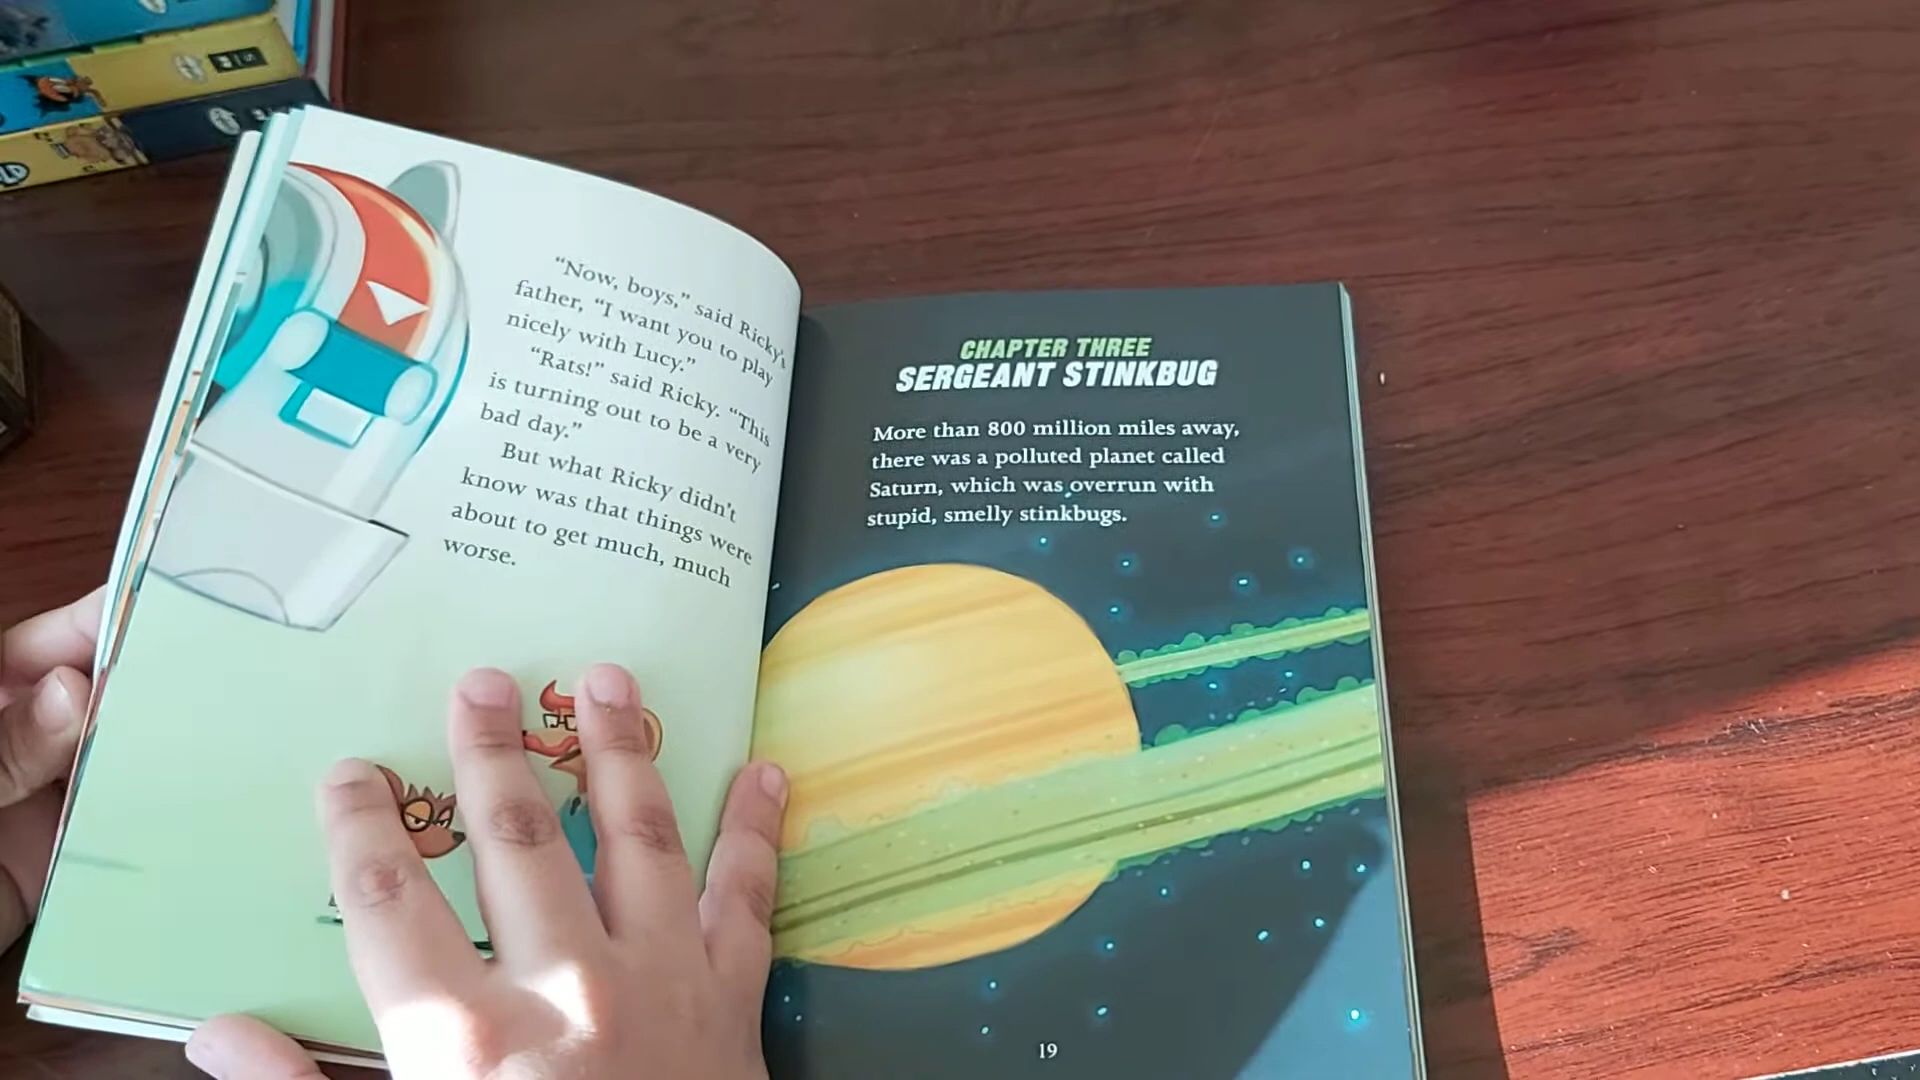 “Now, boys,” said Ricky's
father, “I want you to play
nicely with Lucy.”
“Rats!” said Ricky. “This
is turning out to be a very
bad day.”
But what Ricky didn't
know was that things were
about to get much, much
worse.
CHAPTER THREE
SERGEANT STINKBUG
More than 800 million miles away,
there was a polluted planet called
Saturn, which was overrun with
stupid, smelly stinkbugs.
19